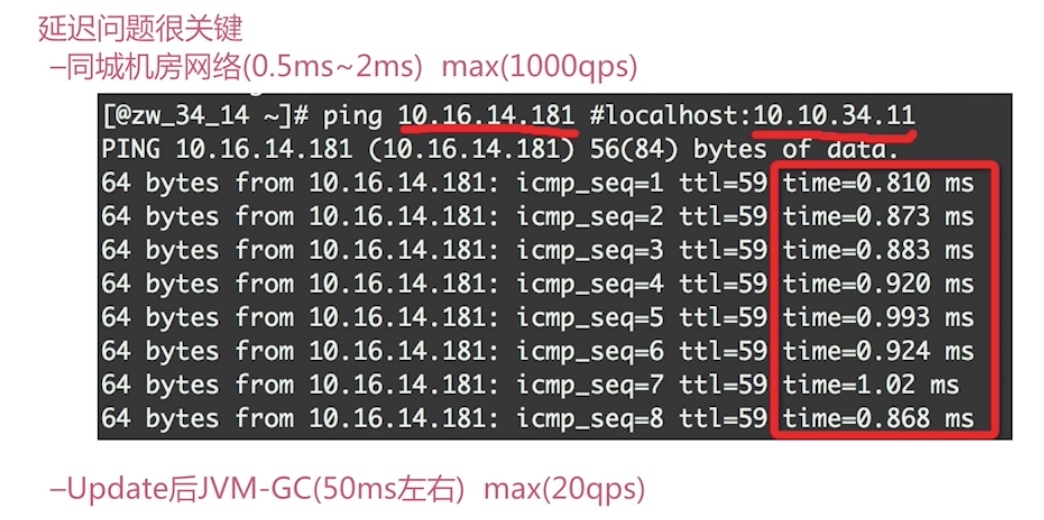 延迟问题很关键
–同城机房网络(0.5ms~2ms) max(1000qps)
[@zw_34_14 ~]# ping 10.16.14.181 #localhost:10.10.34.11
PING 10.16.14.181 (10.16.14.181) 56(84) bytes of data.
64 bytes from 10.16.14.181: icmp_seq=1 ttl=59 time=0.810 ms
64 bytes from 10.16.14.181: icmp_seq=2 ttl=59 time=0.873 ms
64 bytes from 10.16.14.181: icmp_seq=3 ttl=59 time=0.883 ms
64 bytes from 10.16.14.181: icmp_seq=4 ttl=59 time=0.920 ms
64 bytes from 10.16.14.181: icmp_seq=5 ttl=59 time=0.993 ms
64 bytes from 10.16.14.181: icmp_seq=6 ttl=59 time=0.924 ms
64 bytes from 10.16.14.181: icmp_seq=7 ttl=59 time=1.02 ms
64 bytes from 10.16.14.181: icmp_seq=8 ttl=59 time=0.868 ms
–Update后JVM-GC(50ms左右) max(20qps)